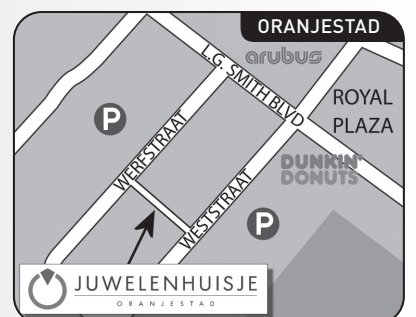 ORANJESTAD
arubus
L.G. SMITH BLVD
ROYAL
PLAZA
P
WERFSTRAAT
DUNKIN'
DONUTS
WESTSTRAAT
P
JUWELENHUISJE
ORANJESTAD